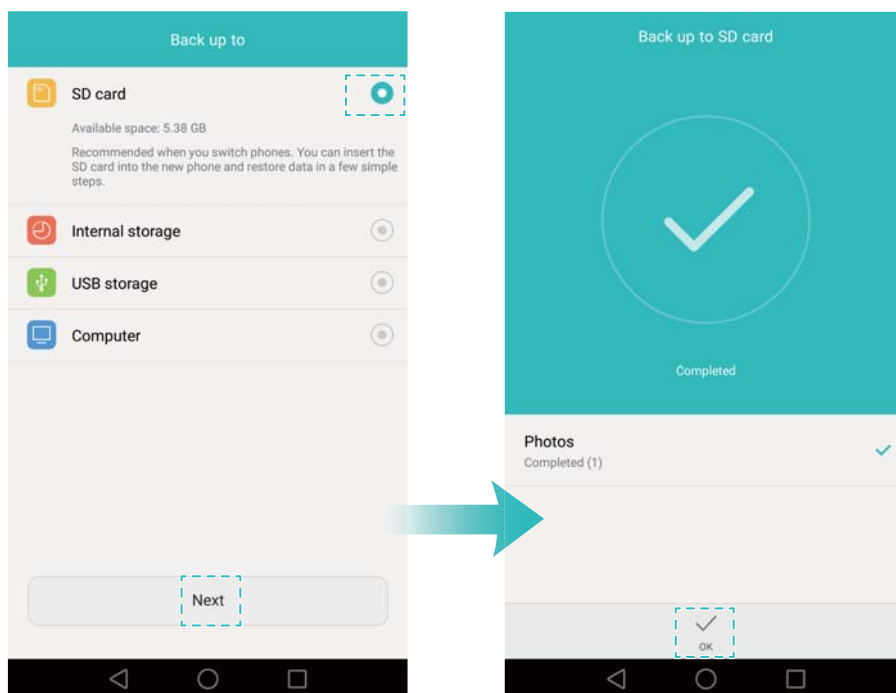 Back up to
SD card
Available space: 5.38 GB
Recommended when you switch phones. You can insert the
SD card into the new phone and restore data in a few simple
steps.
Internal storage
USB storage
Computer
Next
Back up to SD card
Completed
Photos
Completed (1)
OK